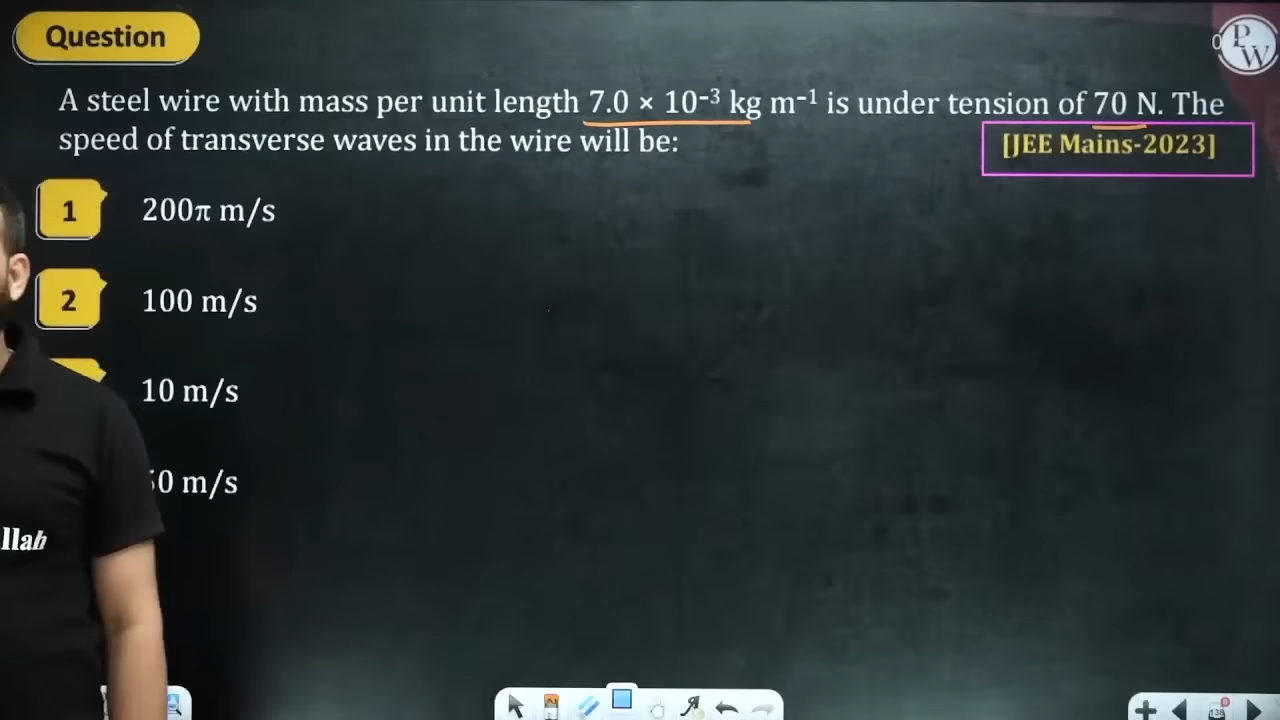 Question
P
W
A steel wire with mass per unit length 7.0 × 10⁻³ kg m⁻¹ is under tension of 70 N. The
speed of transverse waves in the wire will be:
[JEE Mains-2023]
1 200π m/s
2 100 m/s
10 m/s
0 m/s
llah
138